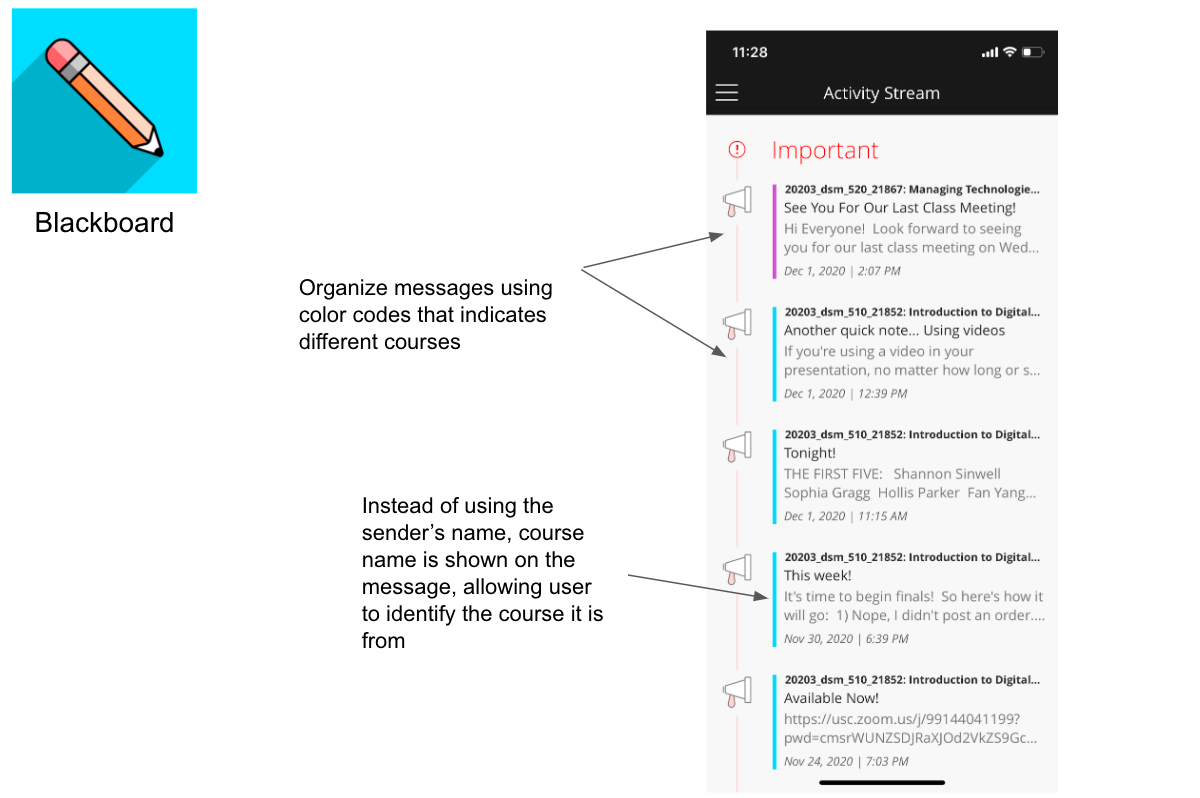 Blackboard
Organize messages using
color codes that indicates
different courses
Instead of using the
sender’s name, course
name is shown on the
message, allowing user
to identify the course it is
from
11:28
Activity Stream
Important
20203_dsm_520_21867: Managing Technologie...
See You For Our Last Class Meeting!
Hi Everyone!  Look forward to seeing
you for our last class meeting on Wed...
Dec 1, 2020 | 2:07 PM
20203_dsm_510_21852: Introduction to Digital...
Another quick note... Using videos
If you're using a video in your
presentation, no matter how long or s...
Dec 1, 2020 | 12:39 PM
20203_dsm_510_21852: Introduction to Digital...
Tonight!
THE FIRST FIVE:   Shannon Sinwell
Sophia Gragg  Hollis Parker  Fan Yang...
Dec 1, 2020 | 11:15 AM
20203_dsm_510_21852: Introduction to Digital...
This week!
It's time to begin finals!  So here's how it
will go:  1) Nope, I didn't post an order....
Nov 30, 2020 | 6:39 PM
20203_dsm_510_21852: Introduction to Digital...
Available Now!
https://usc.zoom.us/j/99144041199?
pwd=cmsrWUNZSDJRaXJOd2VkZS9Gc...
Nov 24, 2020 | 7:03 PM